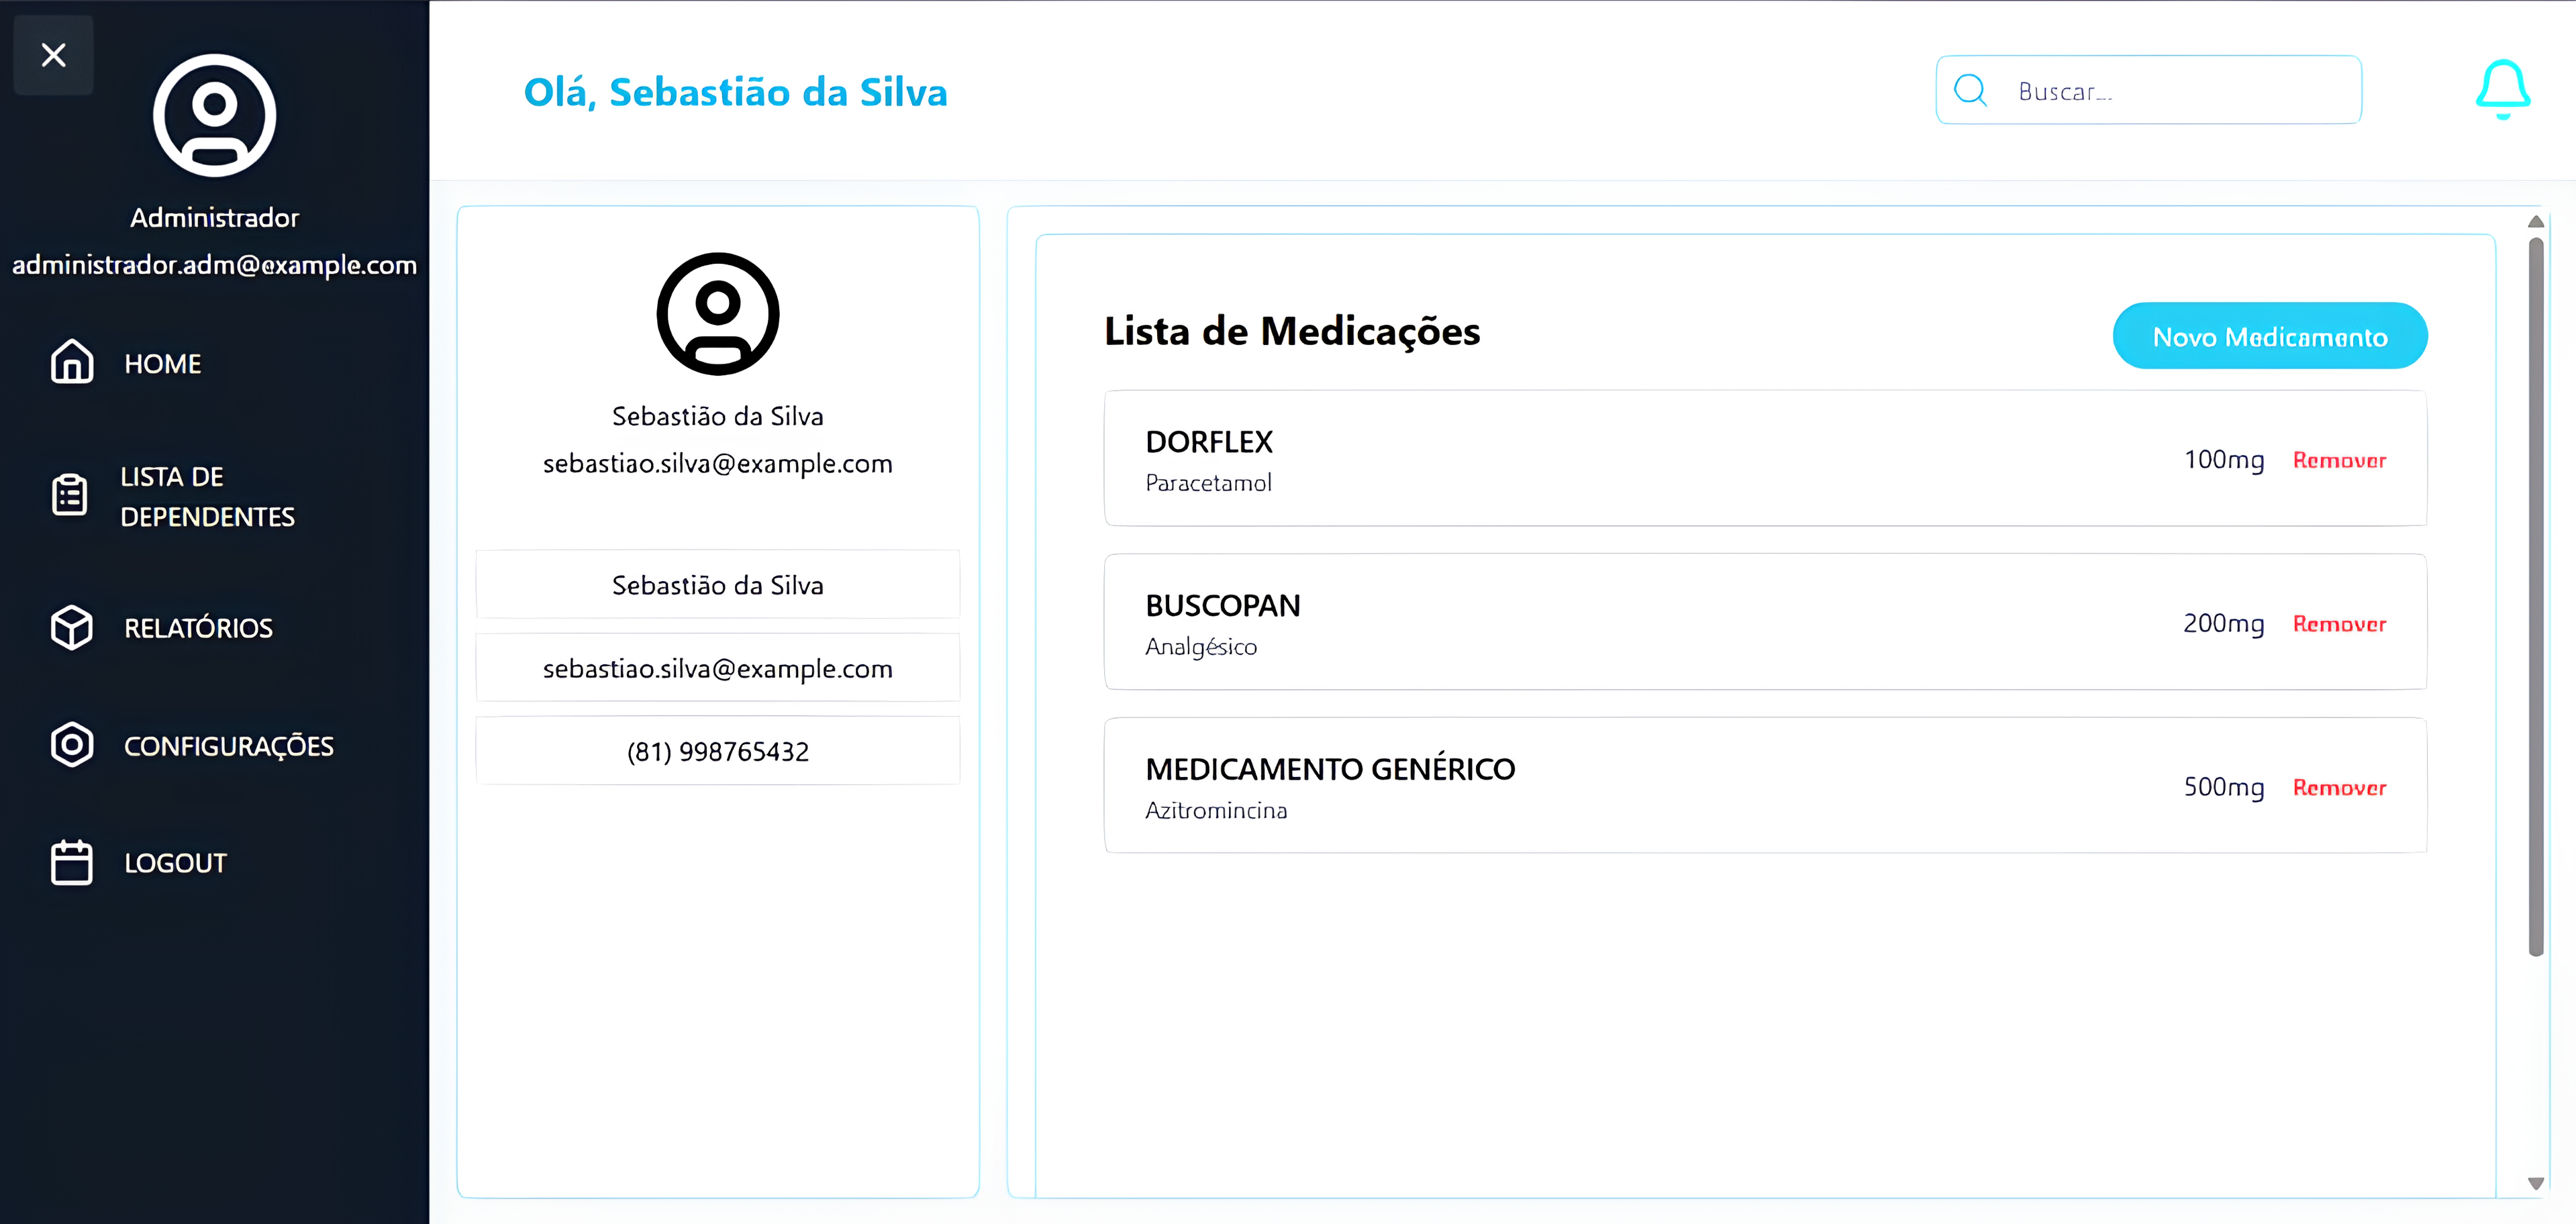 Administrador
administrador.adm@example.com
HOME
LISTA DE
DEPENDENTES
RELATÓRIOS
CONFIGURAÇÕES
LOGOUT
Olá, Sebastião da Silva
Buscar...
Sebastião da Silva
sebastiao.silva@example.com
Sebastião da Silva
sebastiao.silva@example.com
(81) 998765432
Lista de Medicações
Novo Medicamento
DORFLEX
Paracetamol
100mg Remover
BUSCOPAN
Analgésico
200mg Remover
MEDICAMENTO GENÉRICO
Azitromincina
500mg Remover